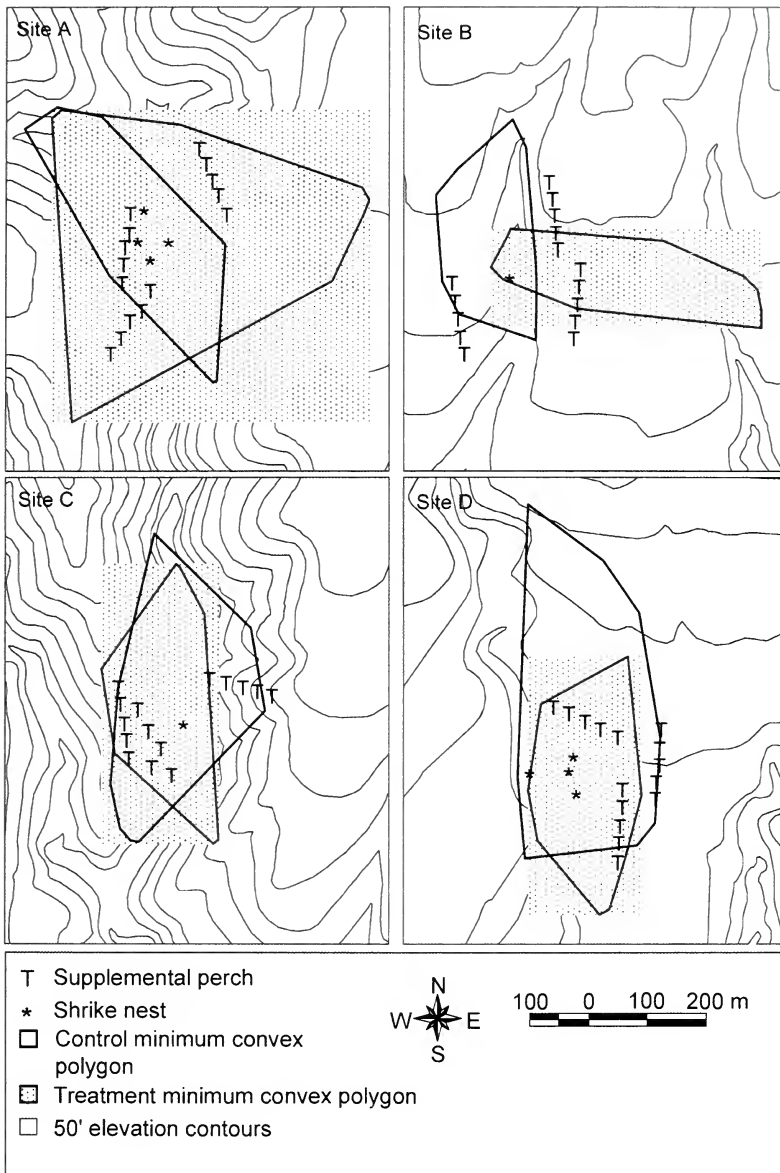 Site A
Site B
Site C
Site D
T Supplemental perch
* Shrike nest
Control minimum convex
polygon
Treatment minimum convex polygon
50' elevation contours
N
W E
S
100 0 100 200 m